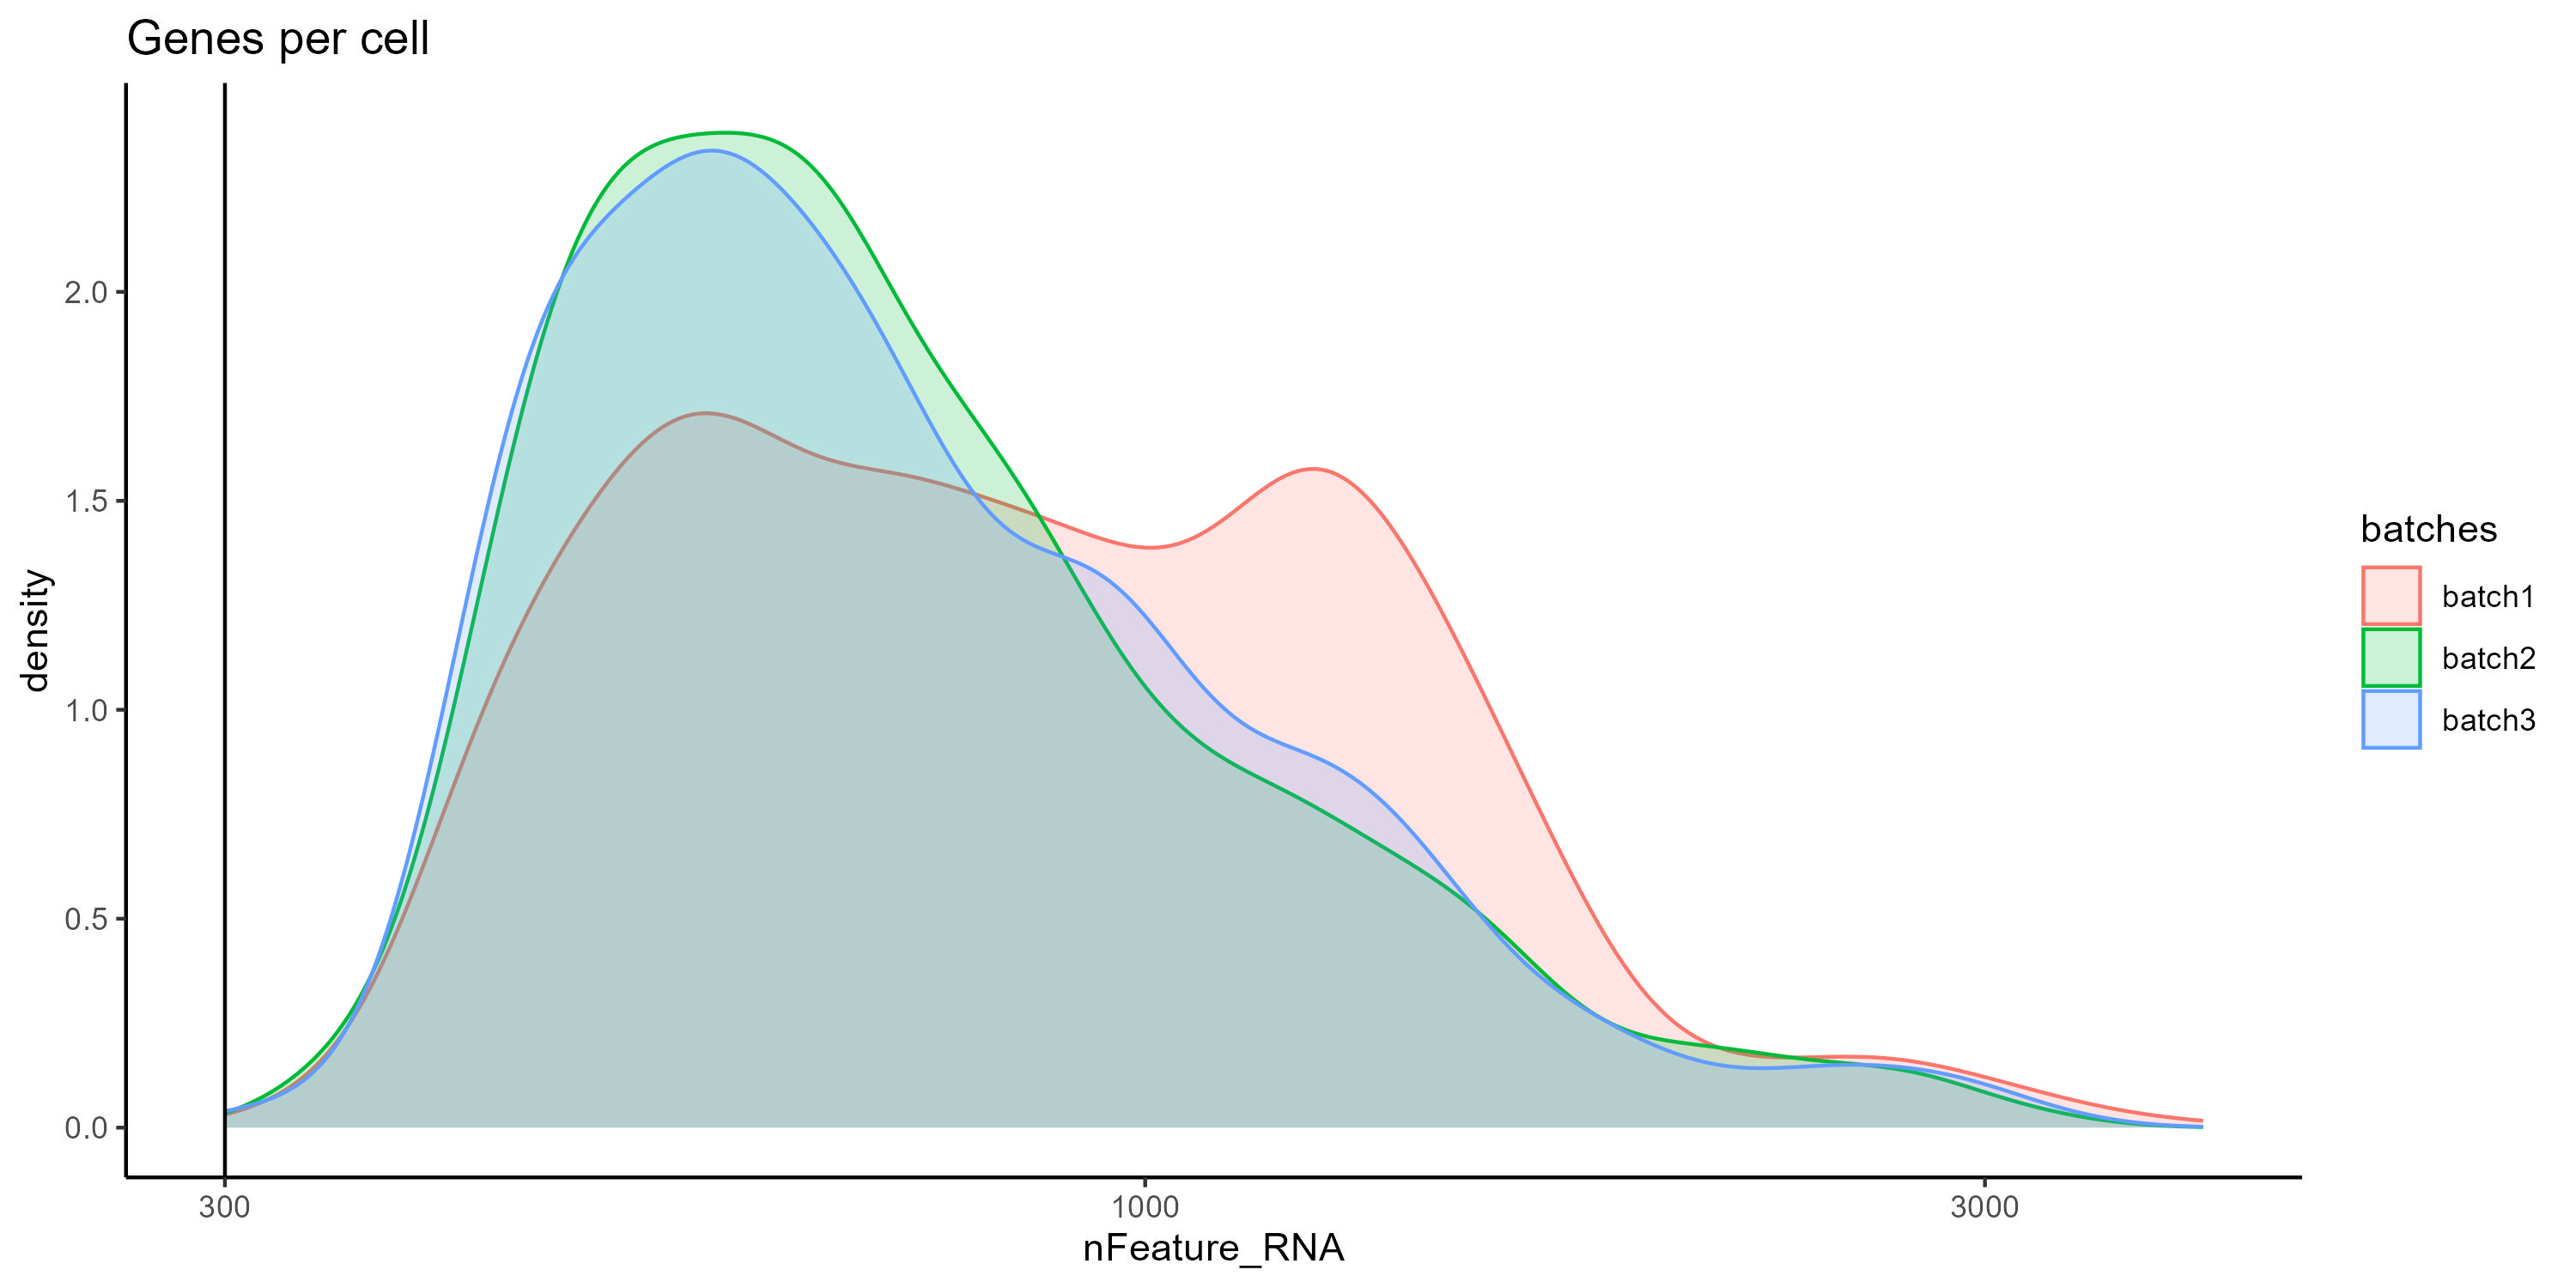 Genes per cell
density
2.0
1.5
1.0
0.5
0.0
300
1000
3000
nFeature_RNA
batches
batch1
batch2
batch3